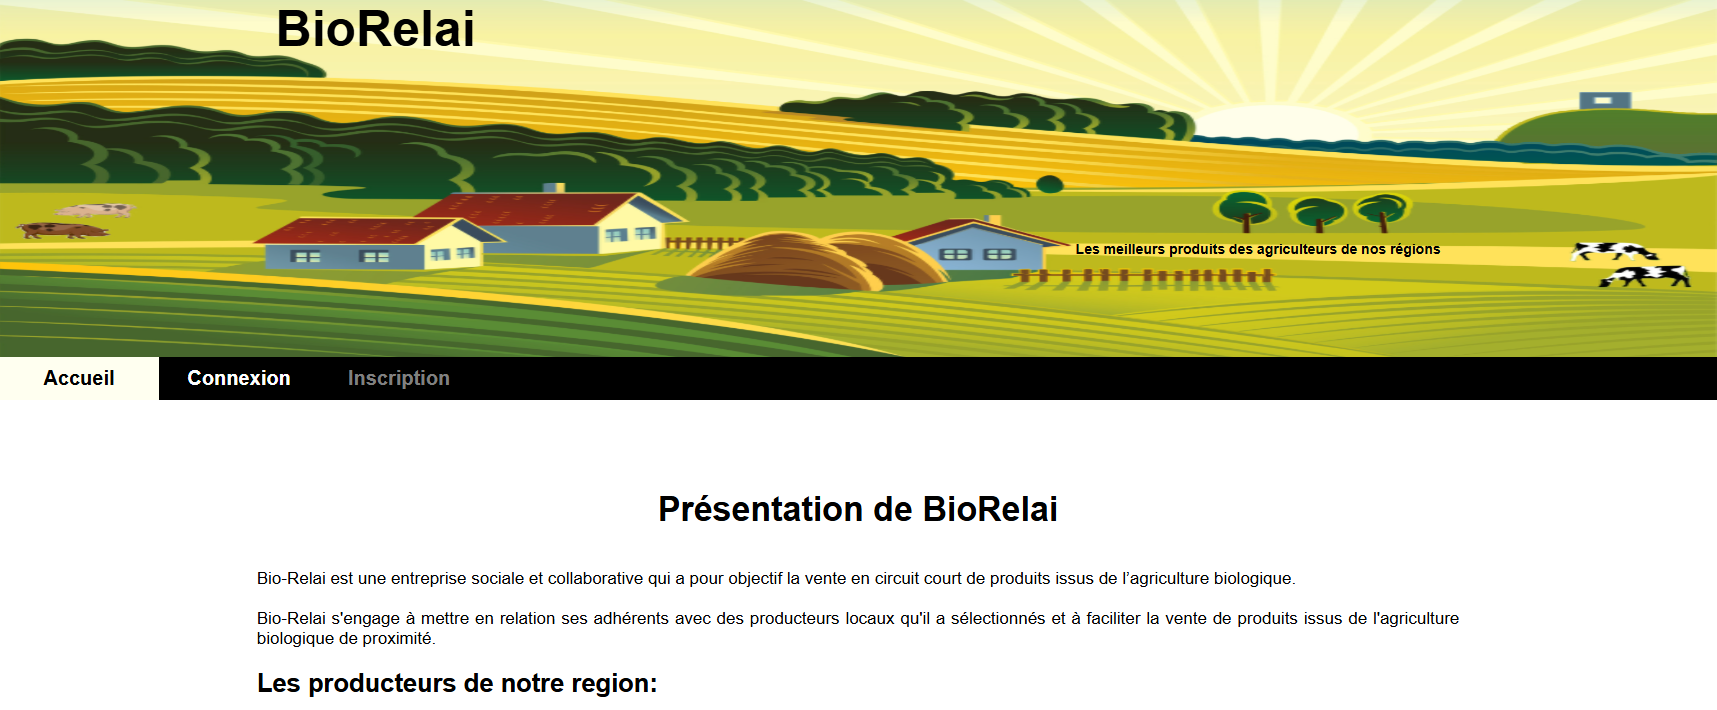 BioRelai
Les meilleurs produits des agriculteurs de nos régions
Accueil
Connexion
Inscription
Présentation de BioRelai
Bio-Relai est une entreprise sociale et collaborative qui a pour objectif la vente en circuit court de produits issus de l’agriculture biologique.
Bio-Relai s'engage à mettre en relation ses adhérents avec des producteurs locaux qu'il a sélectionnés et à faciliter la vente de produits issus de l'agriculture
biologique de proximité.
Les producteurs de notre region: